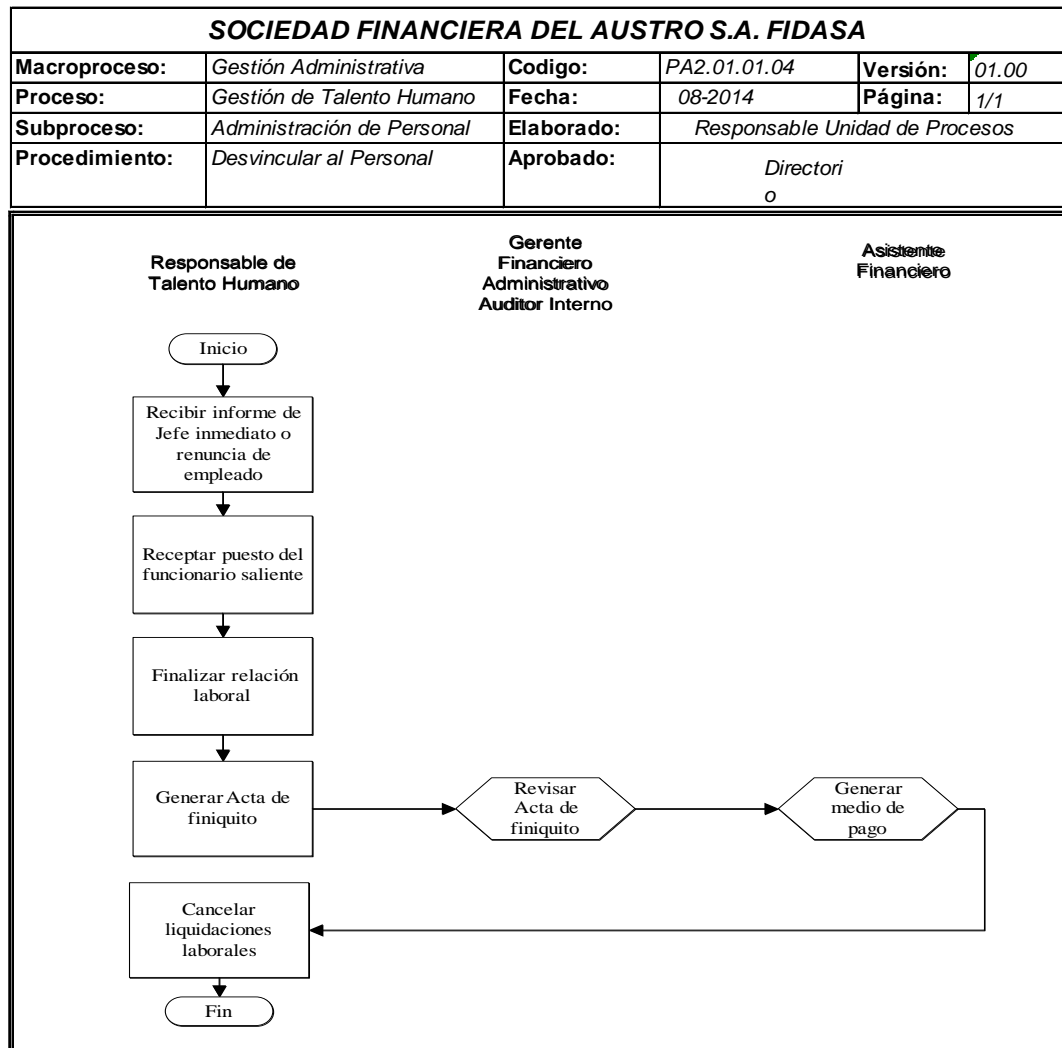 SOCIEDAD FINANCIERA DEL AUSTRO S.A. FIDASA
Macroproceso: Gestión Administrativa Codigo: PA2.01.01.04 Versión: 01.00
Proceso: Gestión de Talento Humano Fecha: 08-2014 Página: 1/1
Subproceso: Administración de Personal Elaborado: Responsable Unidad de Procesos
Procedimiento: Desvincular al Personal Aprobado: Directori
o
Responsable de
Talento Humano
Gerente
Financiero
Administrativo
Auditor Interno
Asistente
Financiero
Inicio
Recibir informe de
Jefe inmediato o
renuncia de
empleado
Receptar puesto del
funcionario saliente
Finalizar relación
laboral
Generar Acta de
finiquito
Revisar
Acta de
finiquito
Generar
medio de
pago
Cancelar
liquidaciones
laborales
Fin